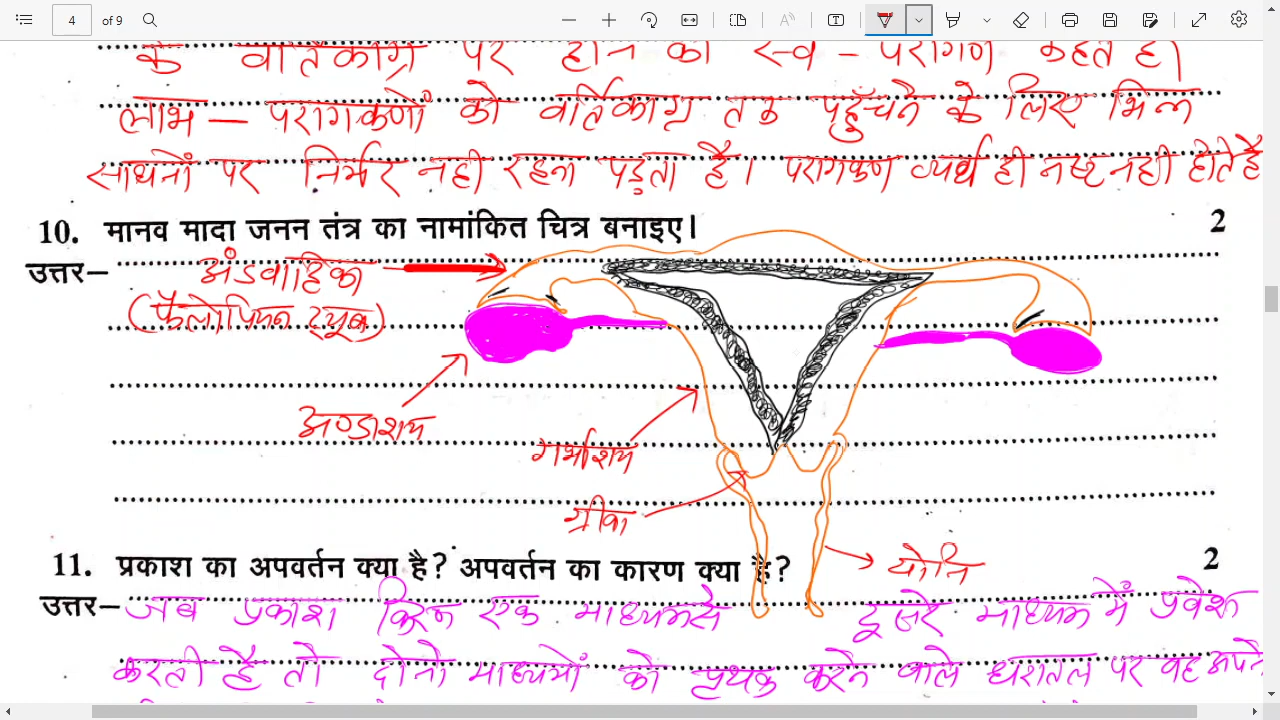 4 of 9
के वर्तिकाग्र पर होने को स्व – परागण कहते है।
लाभ – परागकणों को वर्तिकाग्र तक पहुँचने के लिए भिन्न
साधनों पर निर्भर नही रहना पड़ता है। परागकण व्यर्थ ही नष्ट नही होते है
10. मानव मादा जनन तंत्र का नामांकित चित्र बनाइए। 2
उत्तर–
अंडवाहिक
(फैलोपियन ट्यूब)
अण्डाशय
गर्भाशय
ग्रीवा
योनि
11. प्रकाश का अपवर्तन क्या है? अपवर्तन का कारण क्या है? 2
उत्तर– जब प्रकाश किरण एक माध्यम से दूसरे माध्यम में प्रवेश
करती है तो दोनो माध्यमों को पृथक करने वाले धरातल पर वह अपने